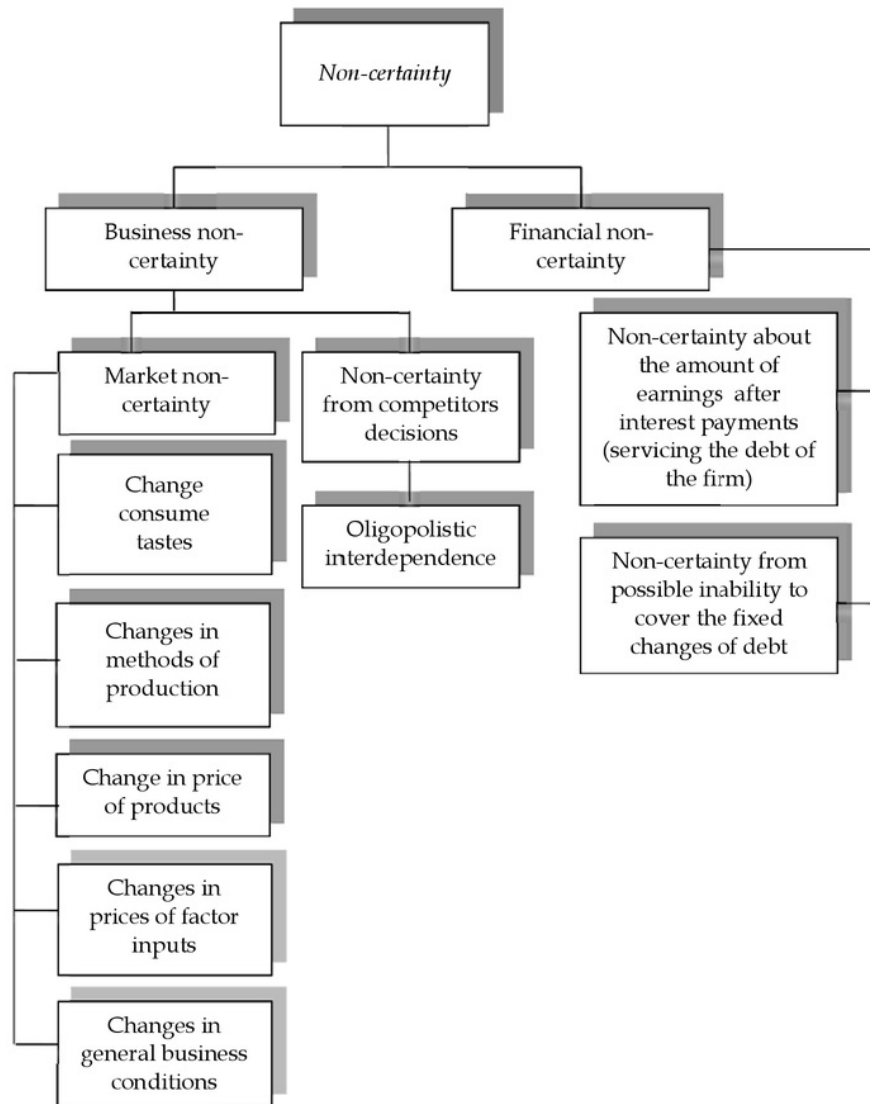 Non-certainty
Business non-
certainty
Financial non-
certainty
Market non-
certainty
Non-certainty
from competitors
decisions
Non-certainty about
the amount of
earnings after
interest payments
(servicing the debt of
the firm)
Change
consume
tastes
Oligopolistic
interdependence
Non-certainty from
possible inability to
cover the fixed
changes of debt
Changes in
methods of
production
Change in price
of products
Changes in
prices of factor
inputs
Changes in
general business
conditions